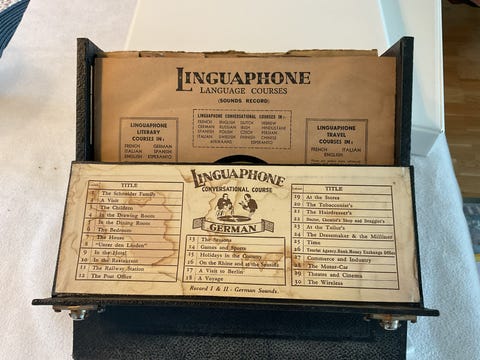 LINGUAPHONE
LANGUAGE COURSES
(SOUNDS RECORD)
LINGUAPHONE
LITERARY
COURSES IN:
FRENCH GERMAN
ITALIAN SPANISH
ENGLISH ESPERANTO
LINGUAPHONE CONVERSATIONAL COURSES IN:
FRENCH ENGLISH DUTCH HEBREW
GERMAN RUSSIAN IRISH HINDUSTANI
SPANISH POLISH CZECH PERSIAN
ITALIAN SWEDISH FINNISH CHINESE
AFRIKAANS ESPERANTO
LINGUAPHONE
TRAVEL
COURSES IN:
FRENCH ITALIAN
ENGLISH
LINGUAPHONE
CONVERSATIONAL COURSE
GERMAN
TITLE
1 The Schneider Family
2 A Visit
3 The Children
4 In the Drawing Room
5 In the Dining Room
6 The Bedroom
7 The House
8 "Unter den Linden"
9 In the Hotel
10 In the Restaurant
11 The Railway Station
12 The Post Office
13 The Seasons
14 Games and Sports
15 Holidays in the Country
16 On the Rhine and at the Seaside
17 A Visit to Berlin
18 A Voyage
Record I & II - German Sounds.
TITLE
19 At the Stores
20 The Tobacconist's
21 The Hairdresser's
22 Doctor, Chemist's Shop and Druggist's
23 At the Tailor's
24 The Dressmaker & the Milliner
25 Time
26 Tourist Agency, Bank, Money Exchange Office
27 Commerce and Industry
28 The Motor-Car
29 Theatre and Cinema
30 The Wireless